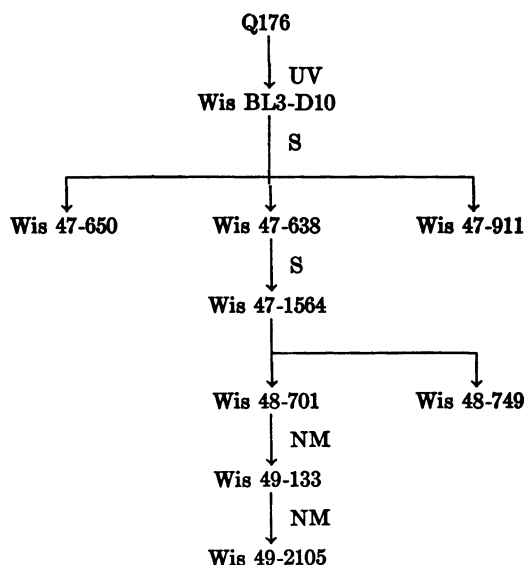 Q176
UV
Wis BL3-D10
S
Wis 47-650 Wis 47-638 Wis 47-911
S
Wis 47-1564
Wis 48-701 Wis 48-749
NM
Wis 49-133
NM
Wis 49-2105